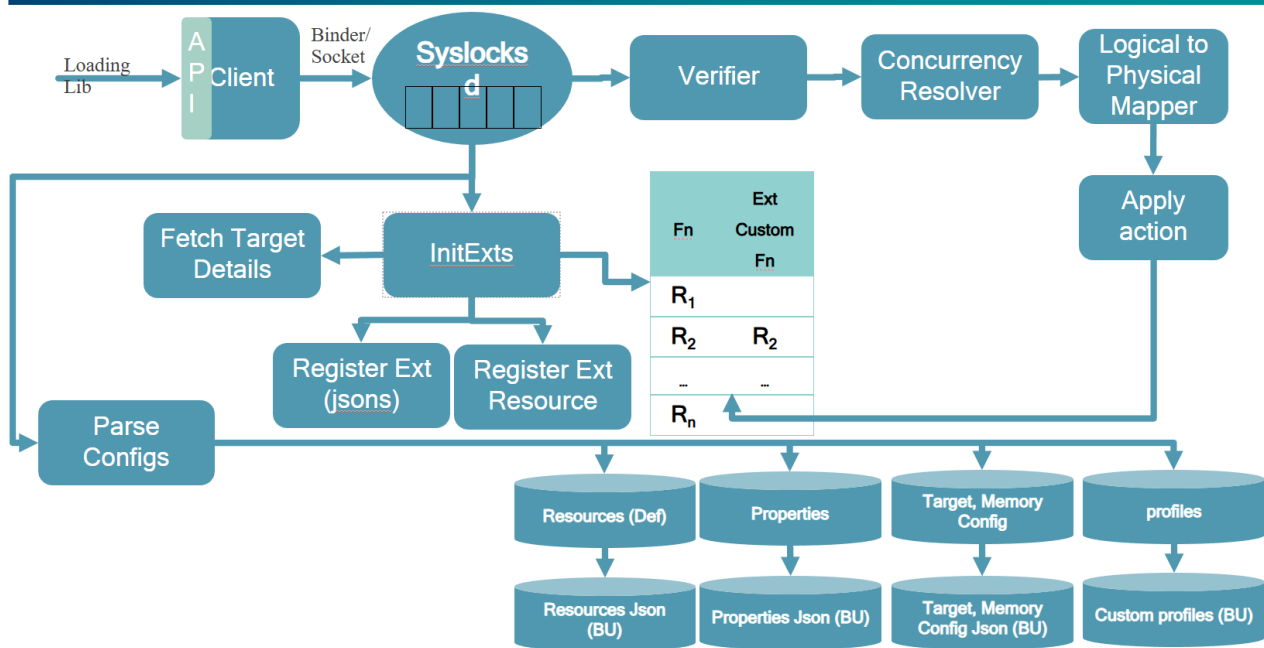 Loading
Lib
A
P
I
Client
Binder/
Socket
Syslocks
d
Verifier
Concurrency
Resolver
Logical to
Physical
Mapper
Apply
action
Fetch Target
Details
InitExts
Fn
Ext
Custom
Fn
R1
R2 R2
... ...
Rn
Register Ext
(jsons)
Register Ext
Resource
Parse
Configs
Resources (Def)
Properties
Target, Memory
Config
profiles
Resources Json
(BU)
Properties Json (BU)
Target, Memory
Config Json (BU)
Custom profiles (BU)